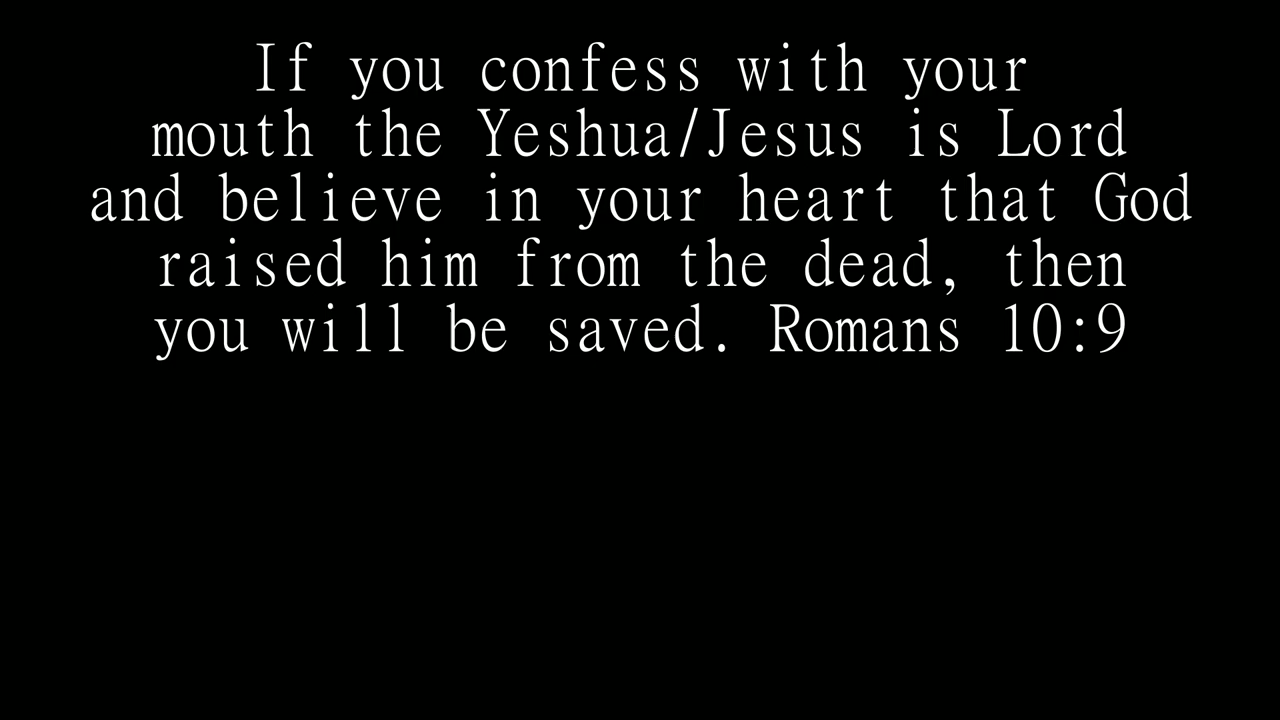 If you confess with your
mouth the Yeshua/Jesus is Lord
and believe in your heart that God
raised him from the dead, then
you will be saved. Romans 10:9